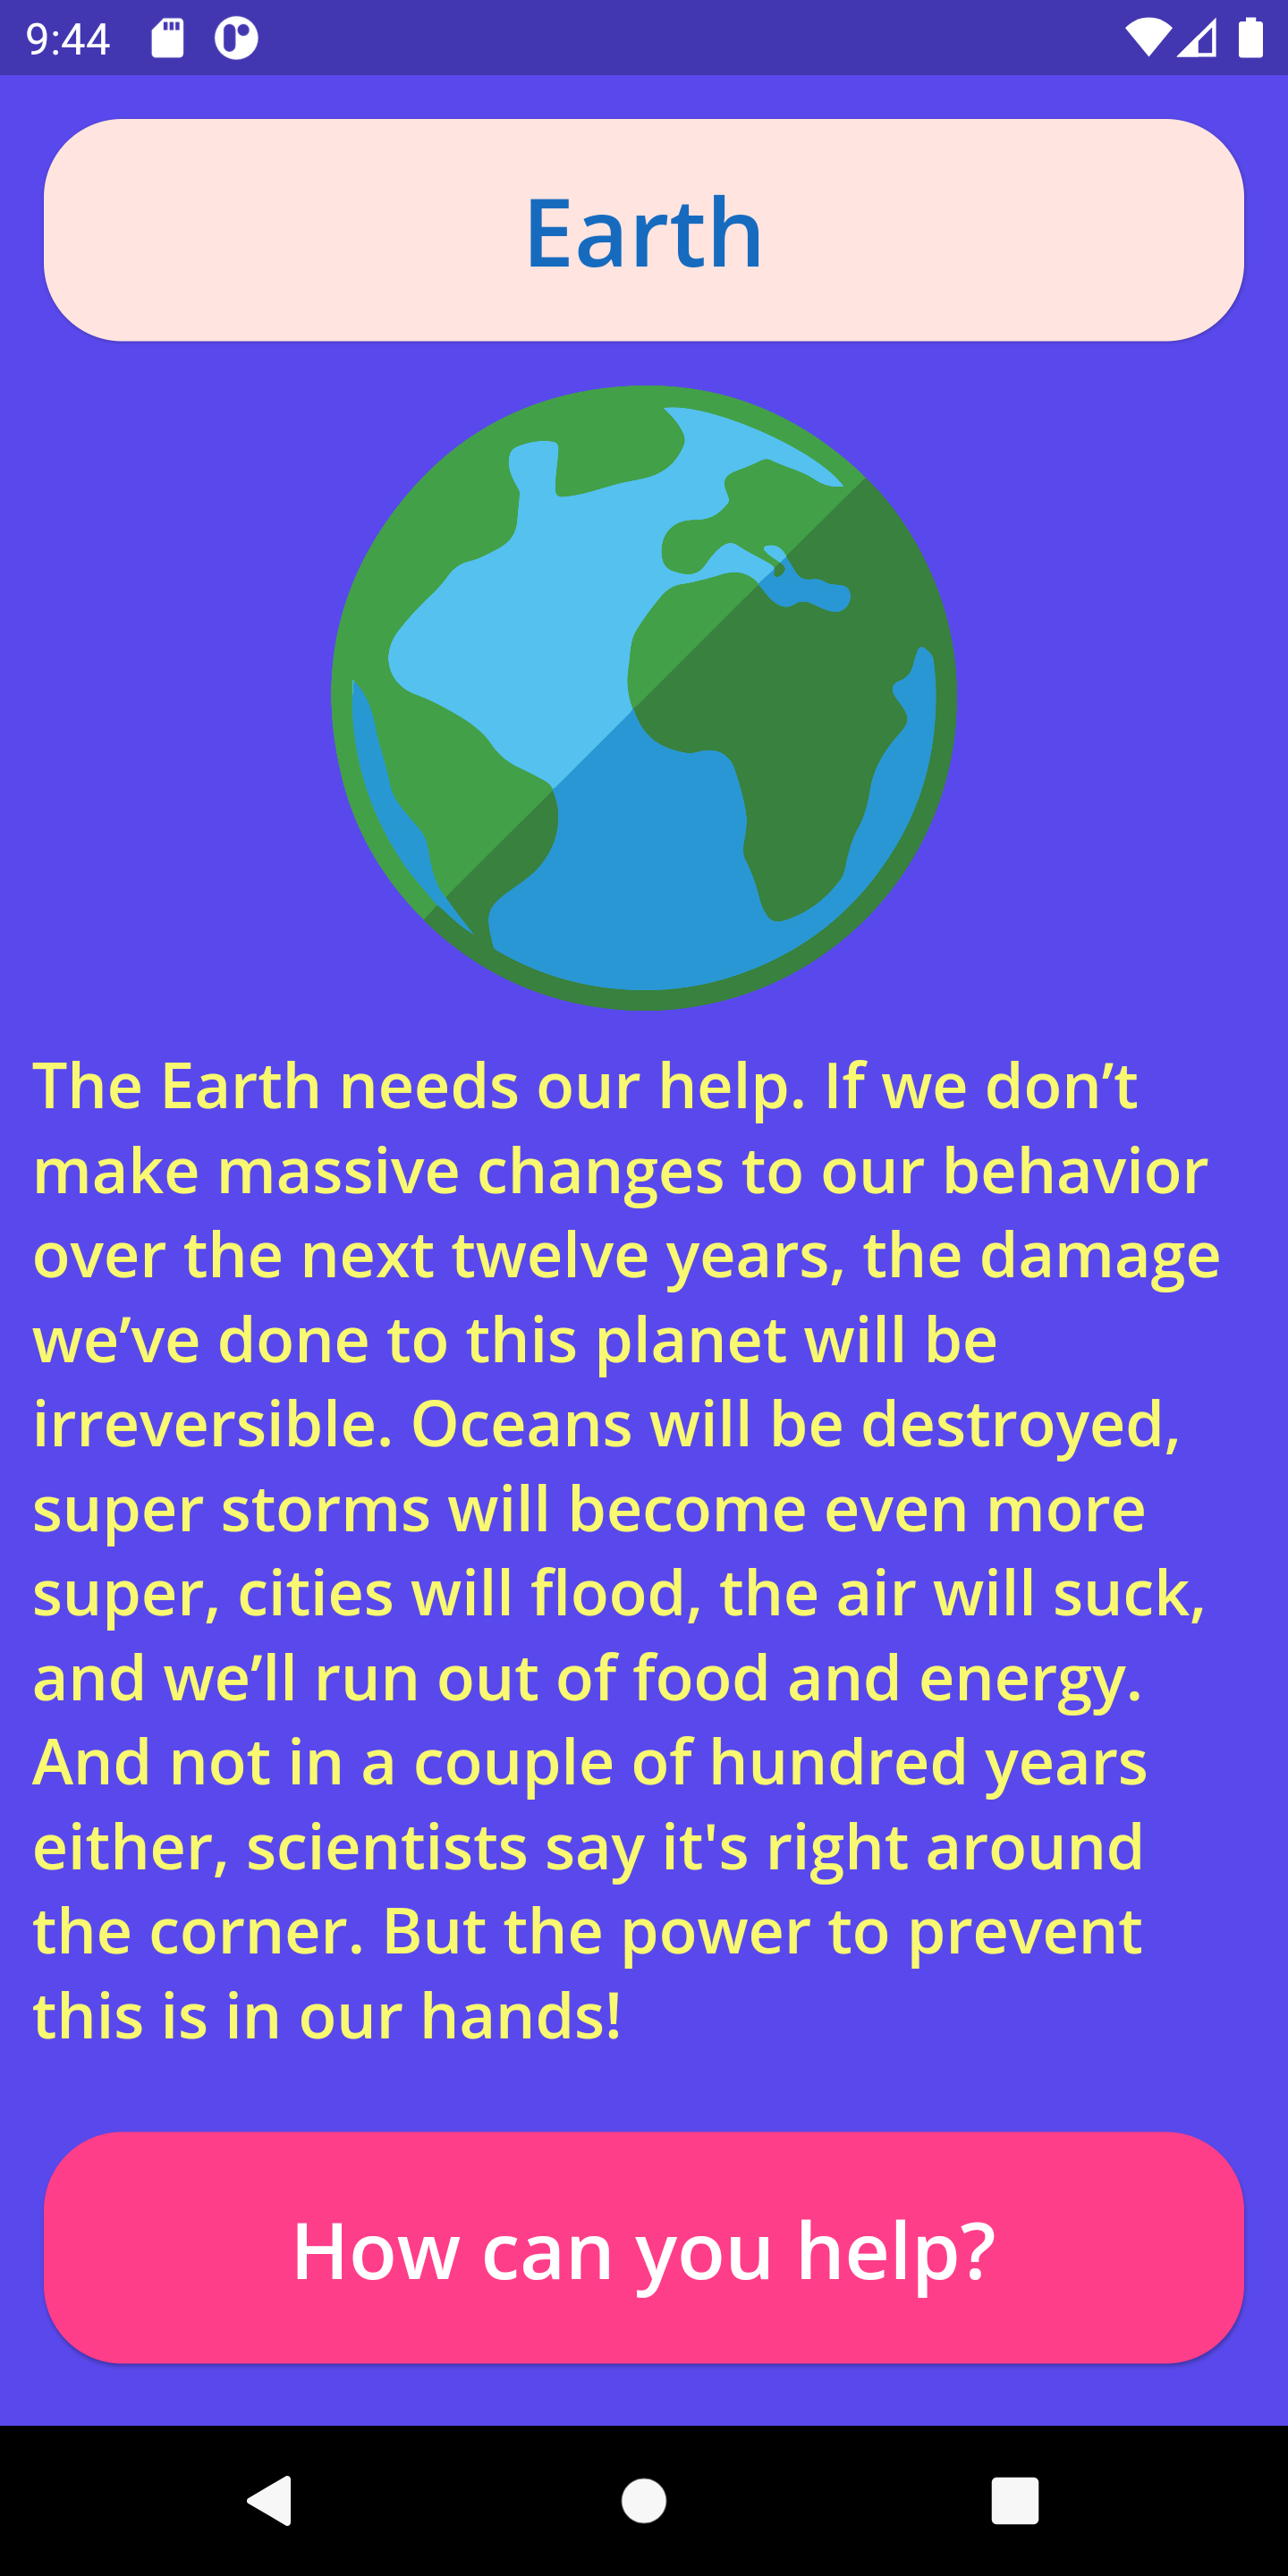 9:44
Earth
The Earth needs our help. If we don’t
make massive changes to our behavior
over the next twelve years, the damage
we’ve done to this planet will be
irreversible. Oceans will be destroyed,
super storms will become even more
super, cities will flood, the air will suck,
and we’ll run out of food and energy.
And not in a couple of hundred years
either, scientists say it's right around
the corner. But the power to prevent
this is in our hands!
How can you help?